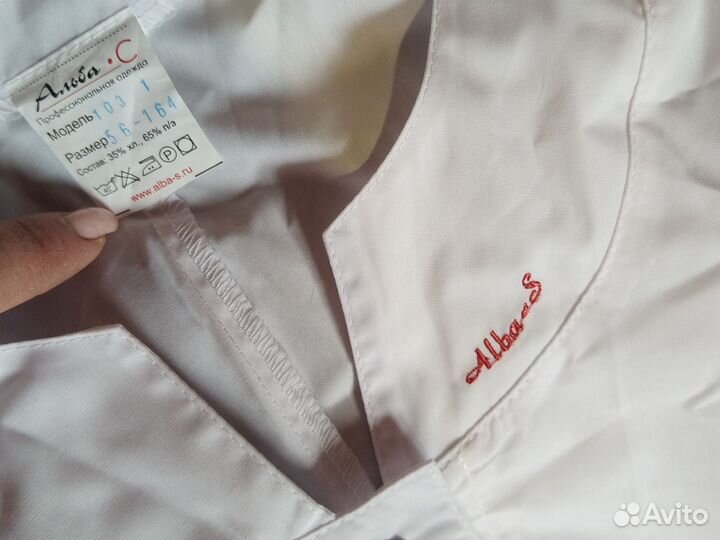 Альба • С
Профессиональная одежда
Модель 103 1
Размер 56-164
Состав: 35% хл., 65% п/э
www.alba-s.ru
Alba-S
Avito